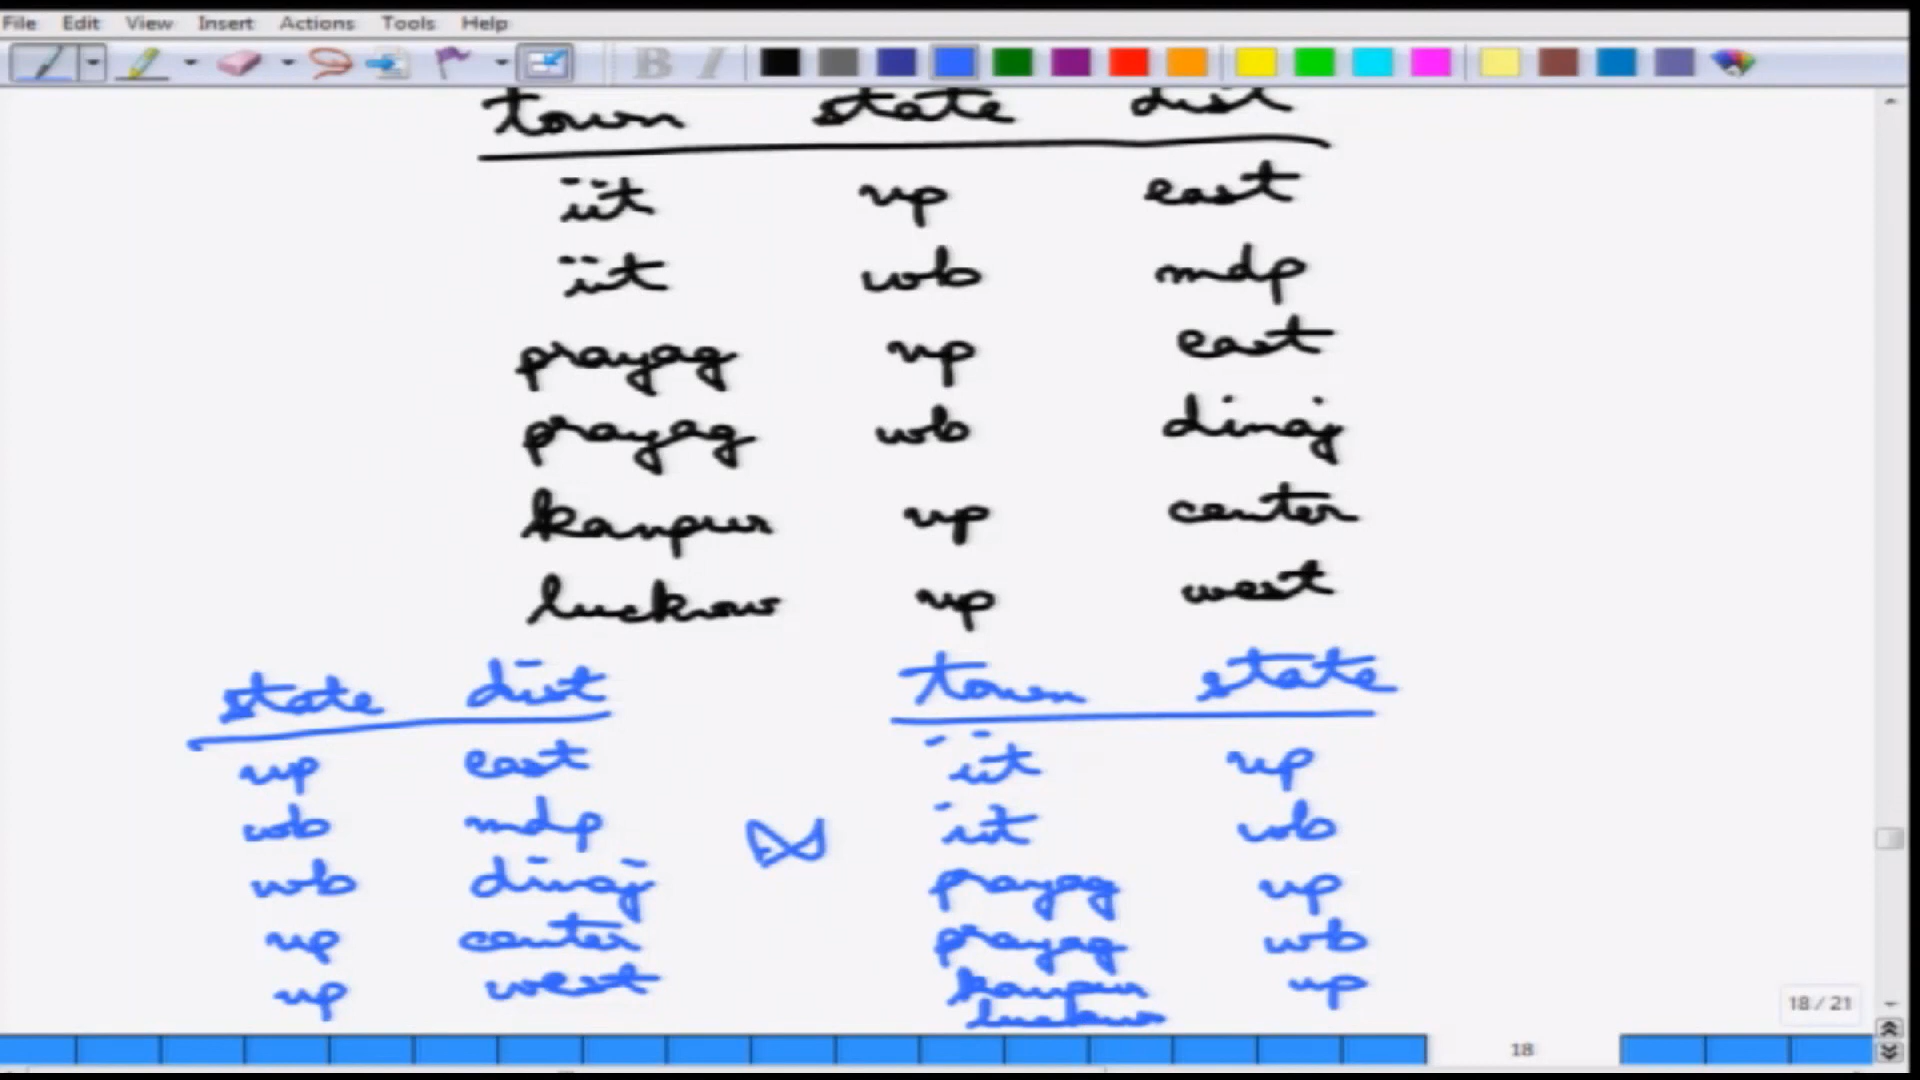 File Edit View Insert Actions Tools Help
B I
town state dist
iit up east
iit wb mdp
prayag up east
prayag wb dinaj
kanpur up center
lucknow up west
state dist town state
up east iit up
wb mdp ⋈ iit wb
wb dinaj prayag up
up center prayag wb
up west kanpur up
lucknow
18 / 21
18